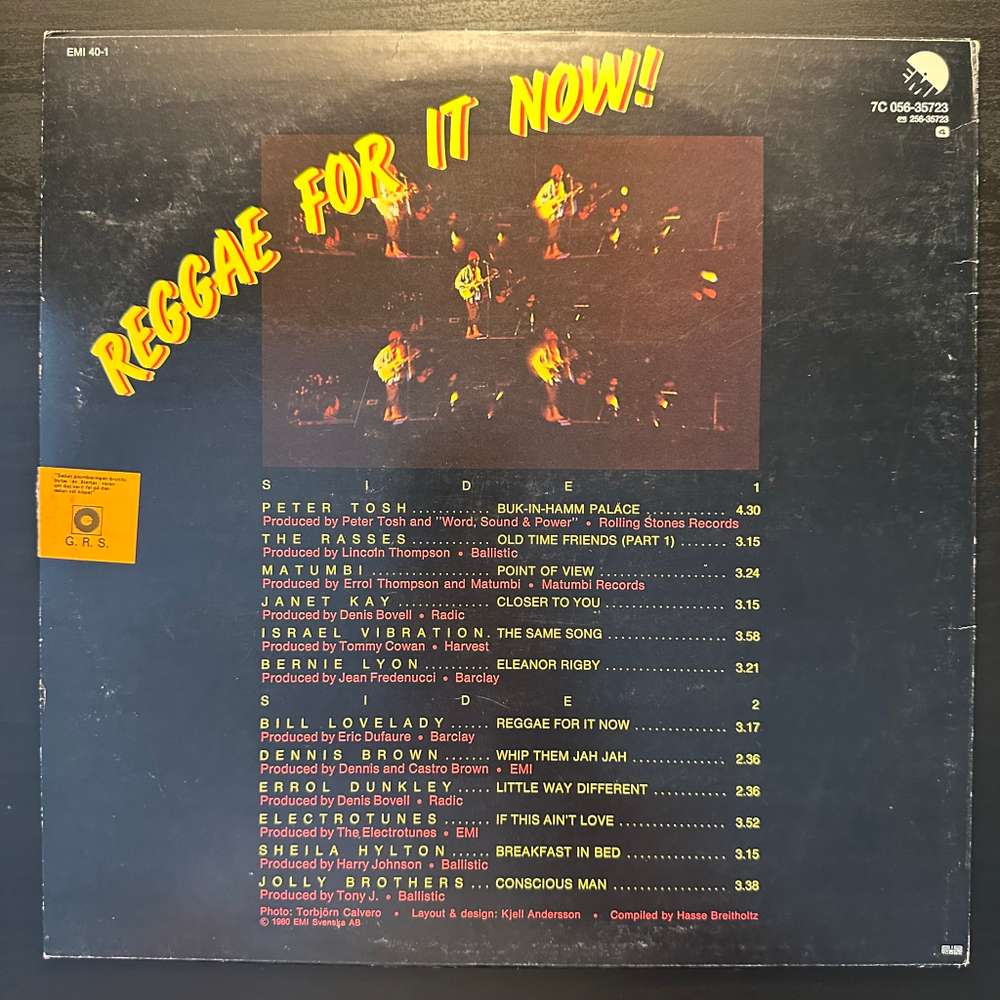 EMI 40-1
REGGAE FOR IT NOW!
7C 056-35723
256-35723
4
G. R. S.
SIDE 1
PETER TOSH ........... BUK-IN-HAMM PALACE ............ 4.30
Produced by Peter Tosh and "Word, Sound & Power" • Rolling Stones Records
THE RASSES ........... OLD TIME FRIENDS (PART 1) ....... 3.15
Produced by Lincoln Thompson • Ballistic
MATUMBI ................. POINT OF VIEW ................... 3.24
Produced by Errol Thompson and Matumbi • Matumbi Records
JANET KAY ............. CLOSER TO YOU .................. 3.15
Produced by Denis Bovell • Radic
ISRAEL VIBRATION. THE SAME SONG ................. 3.58
Produced by Tommy Cowan • Harvest
BERNIE LYON .......... ELEANOR RIGBY .................. 3.21
Produced by Jean Fredenucci • Barclay
SIDE 2
BILL LOVELADY ...... REGGAE FOR IT NOW ............. 3.17
Produced by Eric Dufaure • Barclay
DENNIS BROWN ....... WHIP THEM JAH JAH .............. 2.36
Produced by Dennis and Castro Brown • EMI
ERROL DUNKLEY ..... LITTLE WAY DIFFERENT ........... 2.36
Produced by Denis Bovell • Radic
ELECTROTUNES ....... IF THIS AIN'T LOVE ................ 3.52
Produced by The Electrotunes • EMI
SHEILA HYLTON ...... BREAKFAST IN BED ............... 3.15
Produced by Harry Johnson • Ballistic
JOLLY BROTHERS ... CONSCIOUS MAN ................. 3.38
Produced by Tony J. • Ballistic
Photo: Torbjörn Calvero • Layout & design: Kjell Andersson • Compiled by Hasse Breitholtz
© 1980 EMI Svenska AB